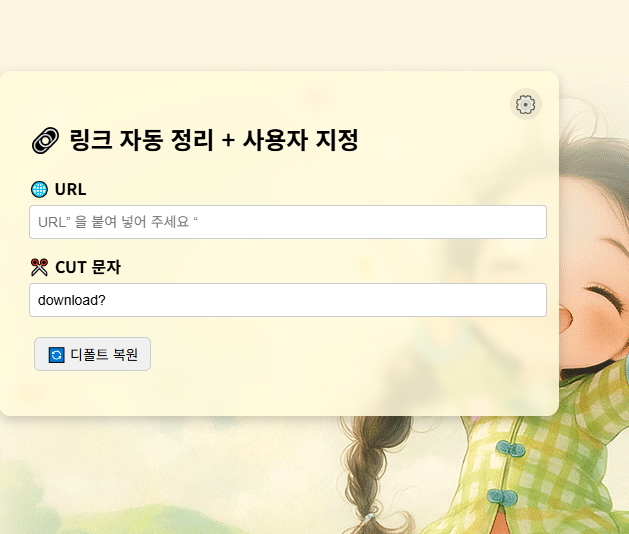 링크 자동 정리 + 사용자 지정
URL
URL” 을 붙여 넣어 주세요 “
CUT 문자
download?
디폴트 복원